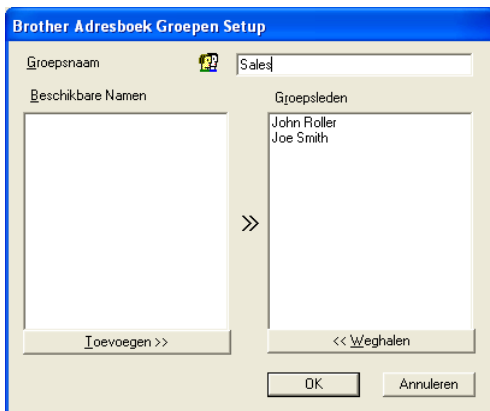 Brother Adresboek Groepen Setup
Groepsnaam
Sales
Beschikbare Namen
Groepsleden
John Roller
Joe Smith
Toevoegen >>
<< Weghalen
OK
Annuleren